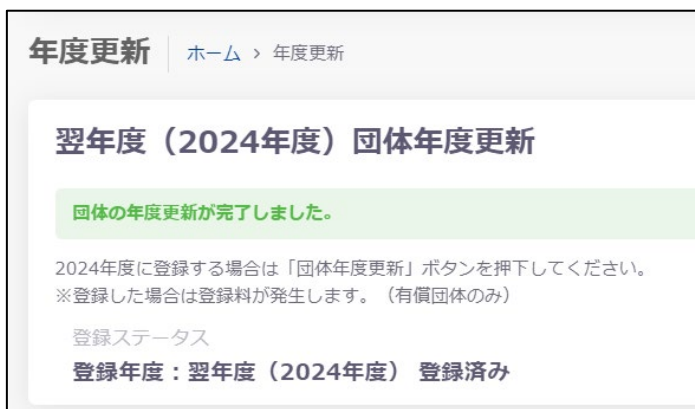 年度更新 ホーム › 年度更新
翌年度（2024年度）団体年度更新
団体の年度更新が完了しました。
2024年度に登録する場合は「団体年度更新」ボタンを押下してください。
※登録した場合は登録料が発生します。（有償団体のみ）
登録ステータス
登録年度：翌年度（2024年度） 登録済み